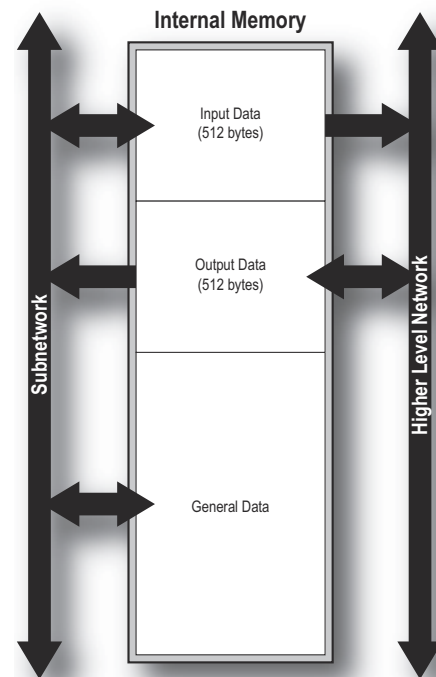 Internal Memory
Input Data
(512 bytes)
Output Data
(512 bytes)
General Data
Subnetwork
Higher Level Network